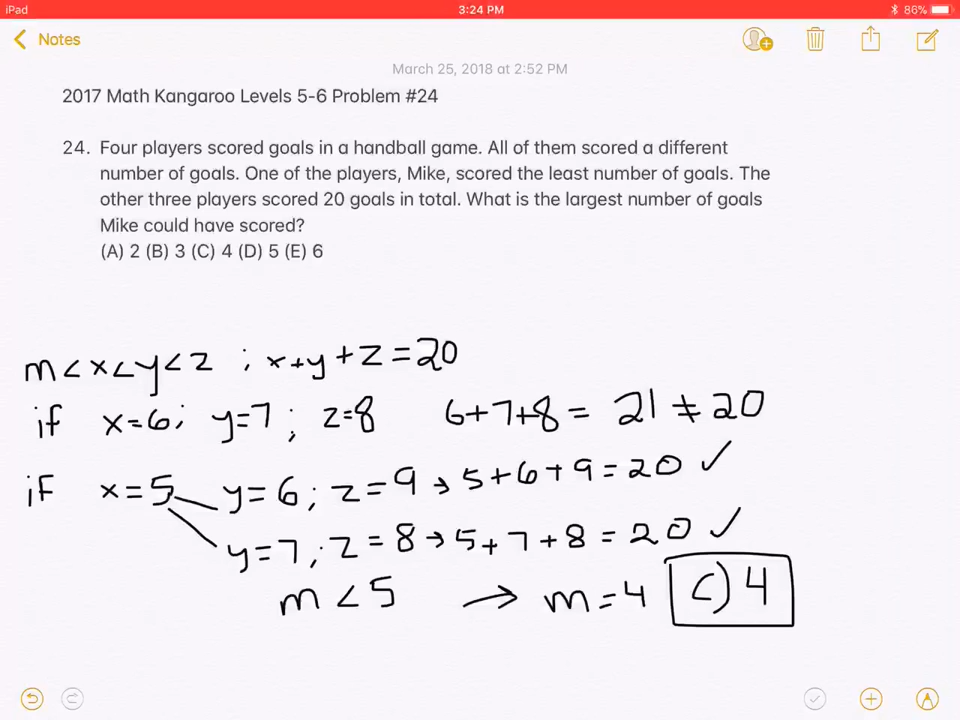 iPad 3:24 PM 86%
Notes
March 25, 2018 at 2:52 PM
2017 Math Kangaroo Levels 5-6 Problem #24
24. Four players scored goals in a handball game. All of them scored a different
number of goals. One of the players, Mike, scored the least number of goals. The
other three players scored 20 goals in total. What is the largest number of goals
Mike could have scored?
(A) 2 (B) 3 (C) 4 (D) 5 (E) 6
m<x<y<z ; x+y+z=20
if x=6; y=7; z=8 6+7+8= 21 ≠ 20
if x=5 y=6; z=9 → 5+6+9=20 ✓
y=7; z=8 → 5+7+8=20 ✓
m<5 → m=4 C) 4